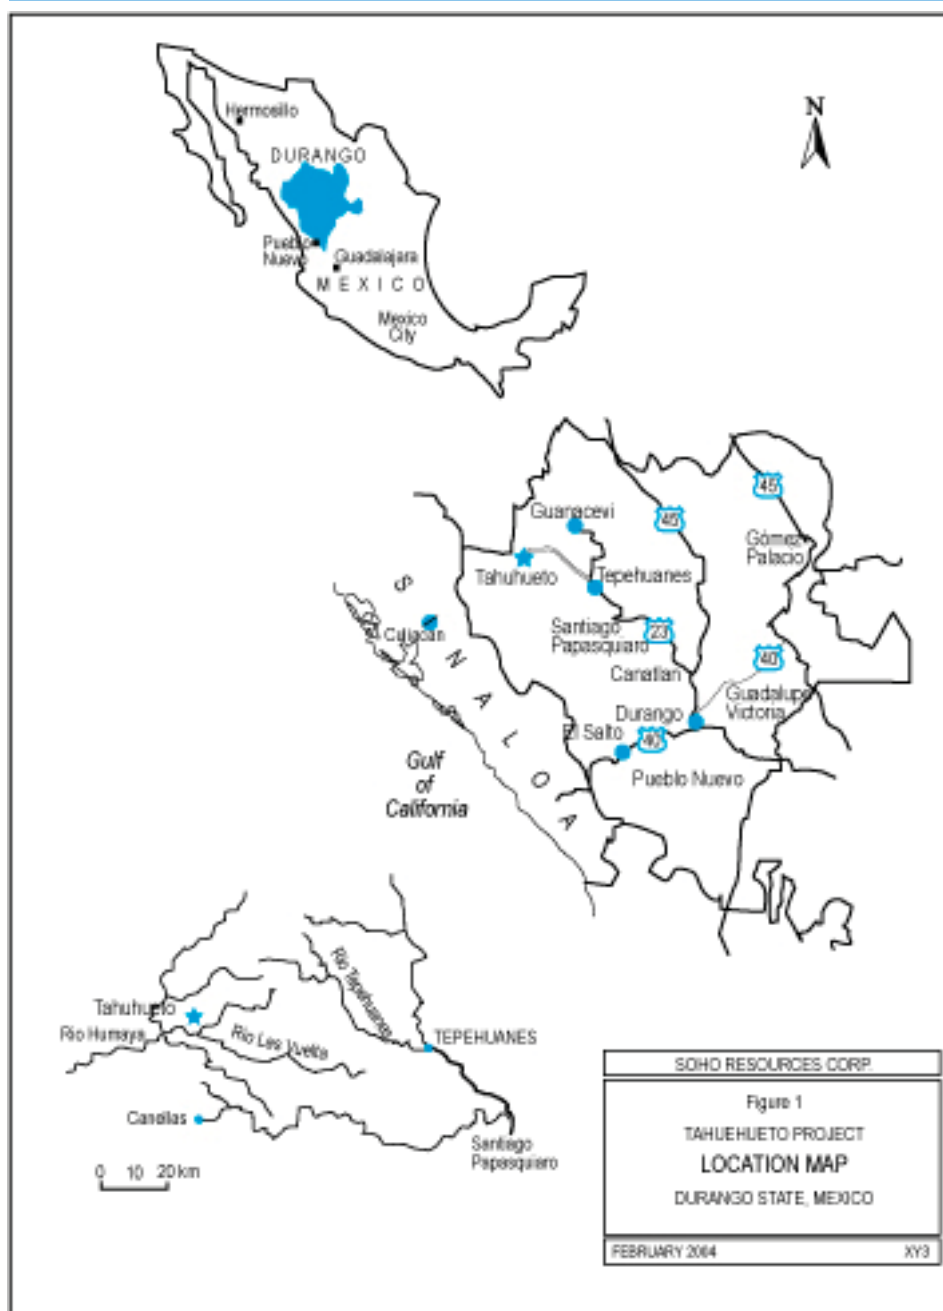 N
Hermosillo
DURANGO
Pueblo
Nuevo
Guadalajara
MEXICO
Mexico
City
45
45
Guanacevi
Gómez
Palacio
Tahuhueto
Tepehuanes
SINALOA
Culiacan
Santiago
Papasquiaro
23
Canatlan
40
Guadalupe
Victoria
Durango
El Salto
40
Pueblo Nuevo
Gulf
of
California
Rio Tepehuanes
Tahuhueto
Rio Humaya
Rio Las Vuelta
TEPEHUANES
Canellas
Santiago
Papasquiaro
0 10 20 km
SOHO RESOURCES CORP.
Figure 1
TAHUEHUETO PROJECT
LOCATION MAP
DURANGO STATE, MEXICO
FEBRUARY 2004 XY3